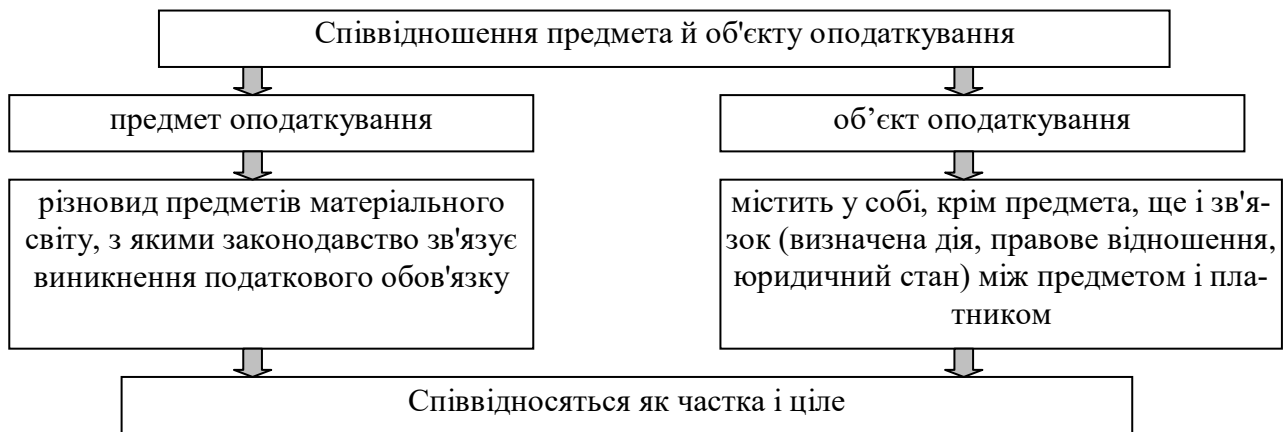 Співвідношення предмета й об'єкту оподаткування
предмет оподаткування
об’єкт оподаткування
різновид предметів матеріального
світу, з якими законодавство зв'язує
виникнення податкового обов'язку
містить у собі, крім предмета, ще і зв'я-
зок (визначена дія, правове відношення,
юридичний стан) між предметом і пла-
тником
Співвідносяться як частка і ціле